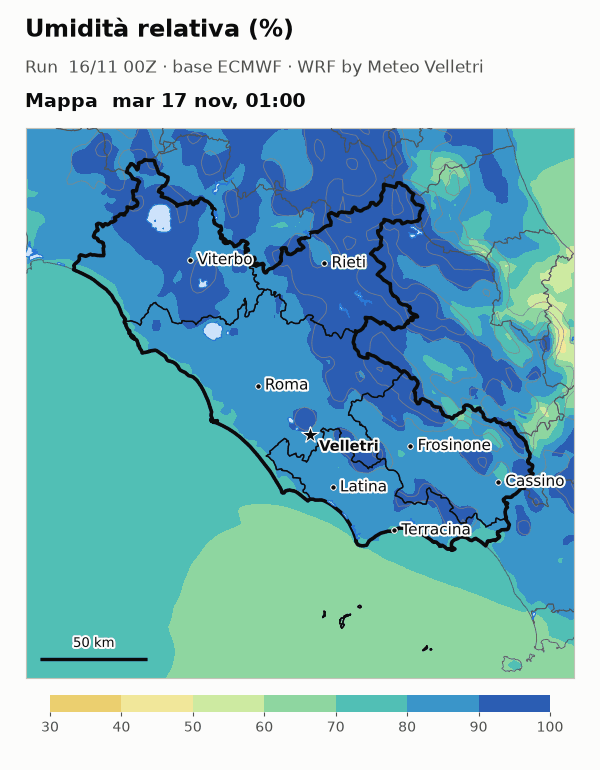 Umidità relativa (%)
Run  16/11 00Z · base ECMWF · WRF by Meteo Velletri
Mappa  mar 17 nov, 01:00
Viterbo
Rieti
Roma
Velletri
Frosinone
Latina
Cassino
Terracina
50 km
30 40 50 60 70 80 90 100